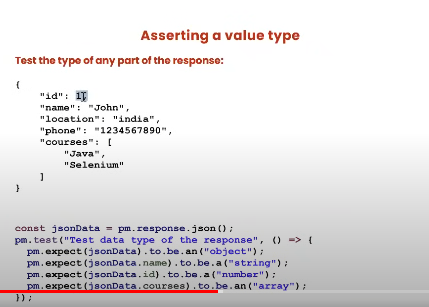 Asserting a value type
Test the type of any part of the response:
{
"id": 1,
"name": "John",
"location": "india",
"phone": "1234567890",
"courses": [
"Java",
"Selenium"
]
}
const jsonData = pm.response.json();
pm.test("Test data type of the response", () => {
pm.expect(jsonData).to.be.an("object");
pm.expect(jsonData.name).to.be.a("string");
pm.expect(jsonData.id).to.be.a("number");
pm.expect(jsonData.courses).to.be.an("array");
});